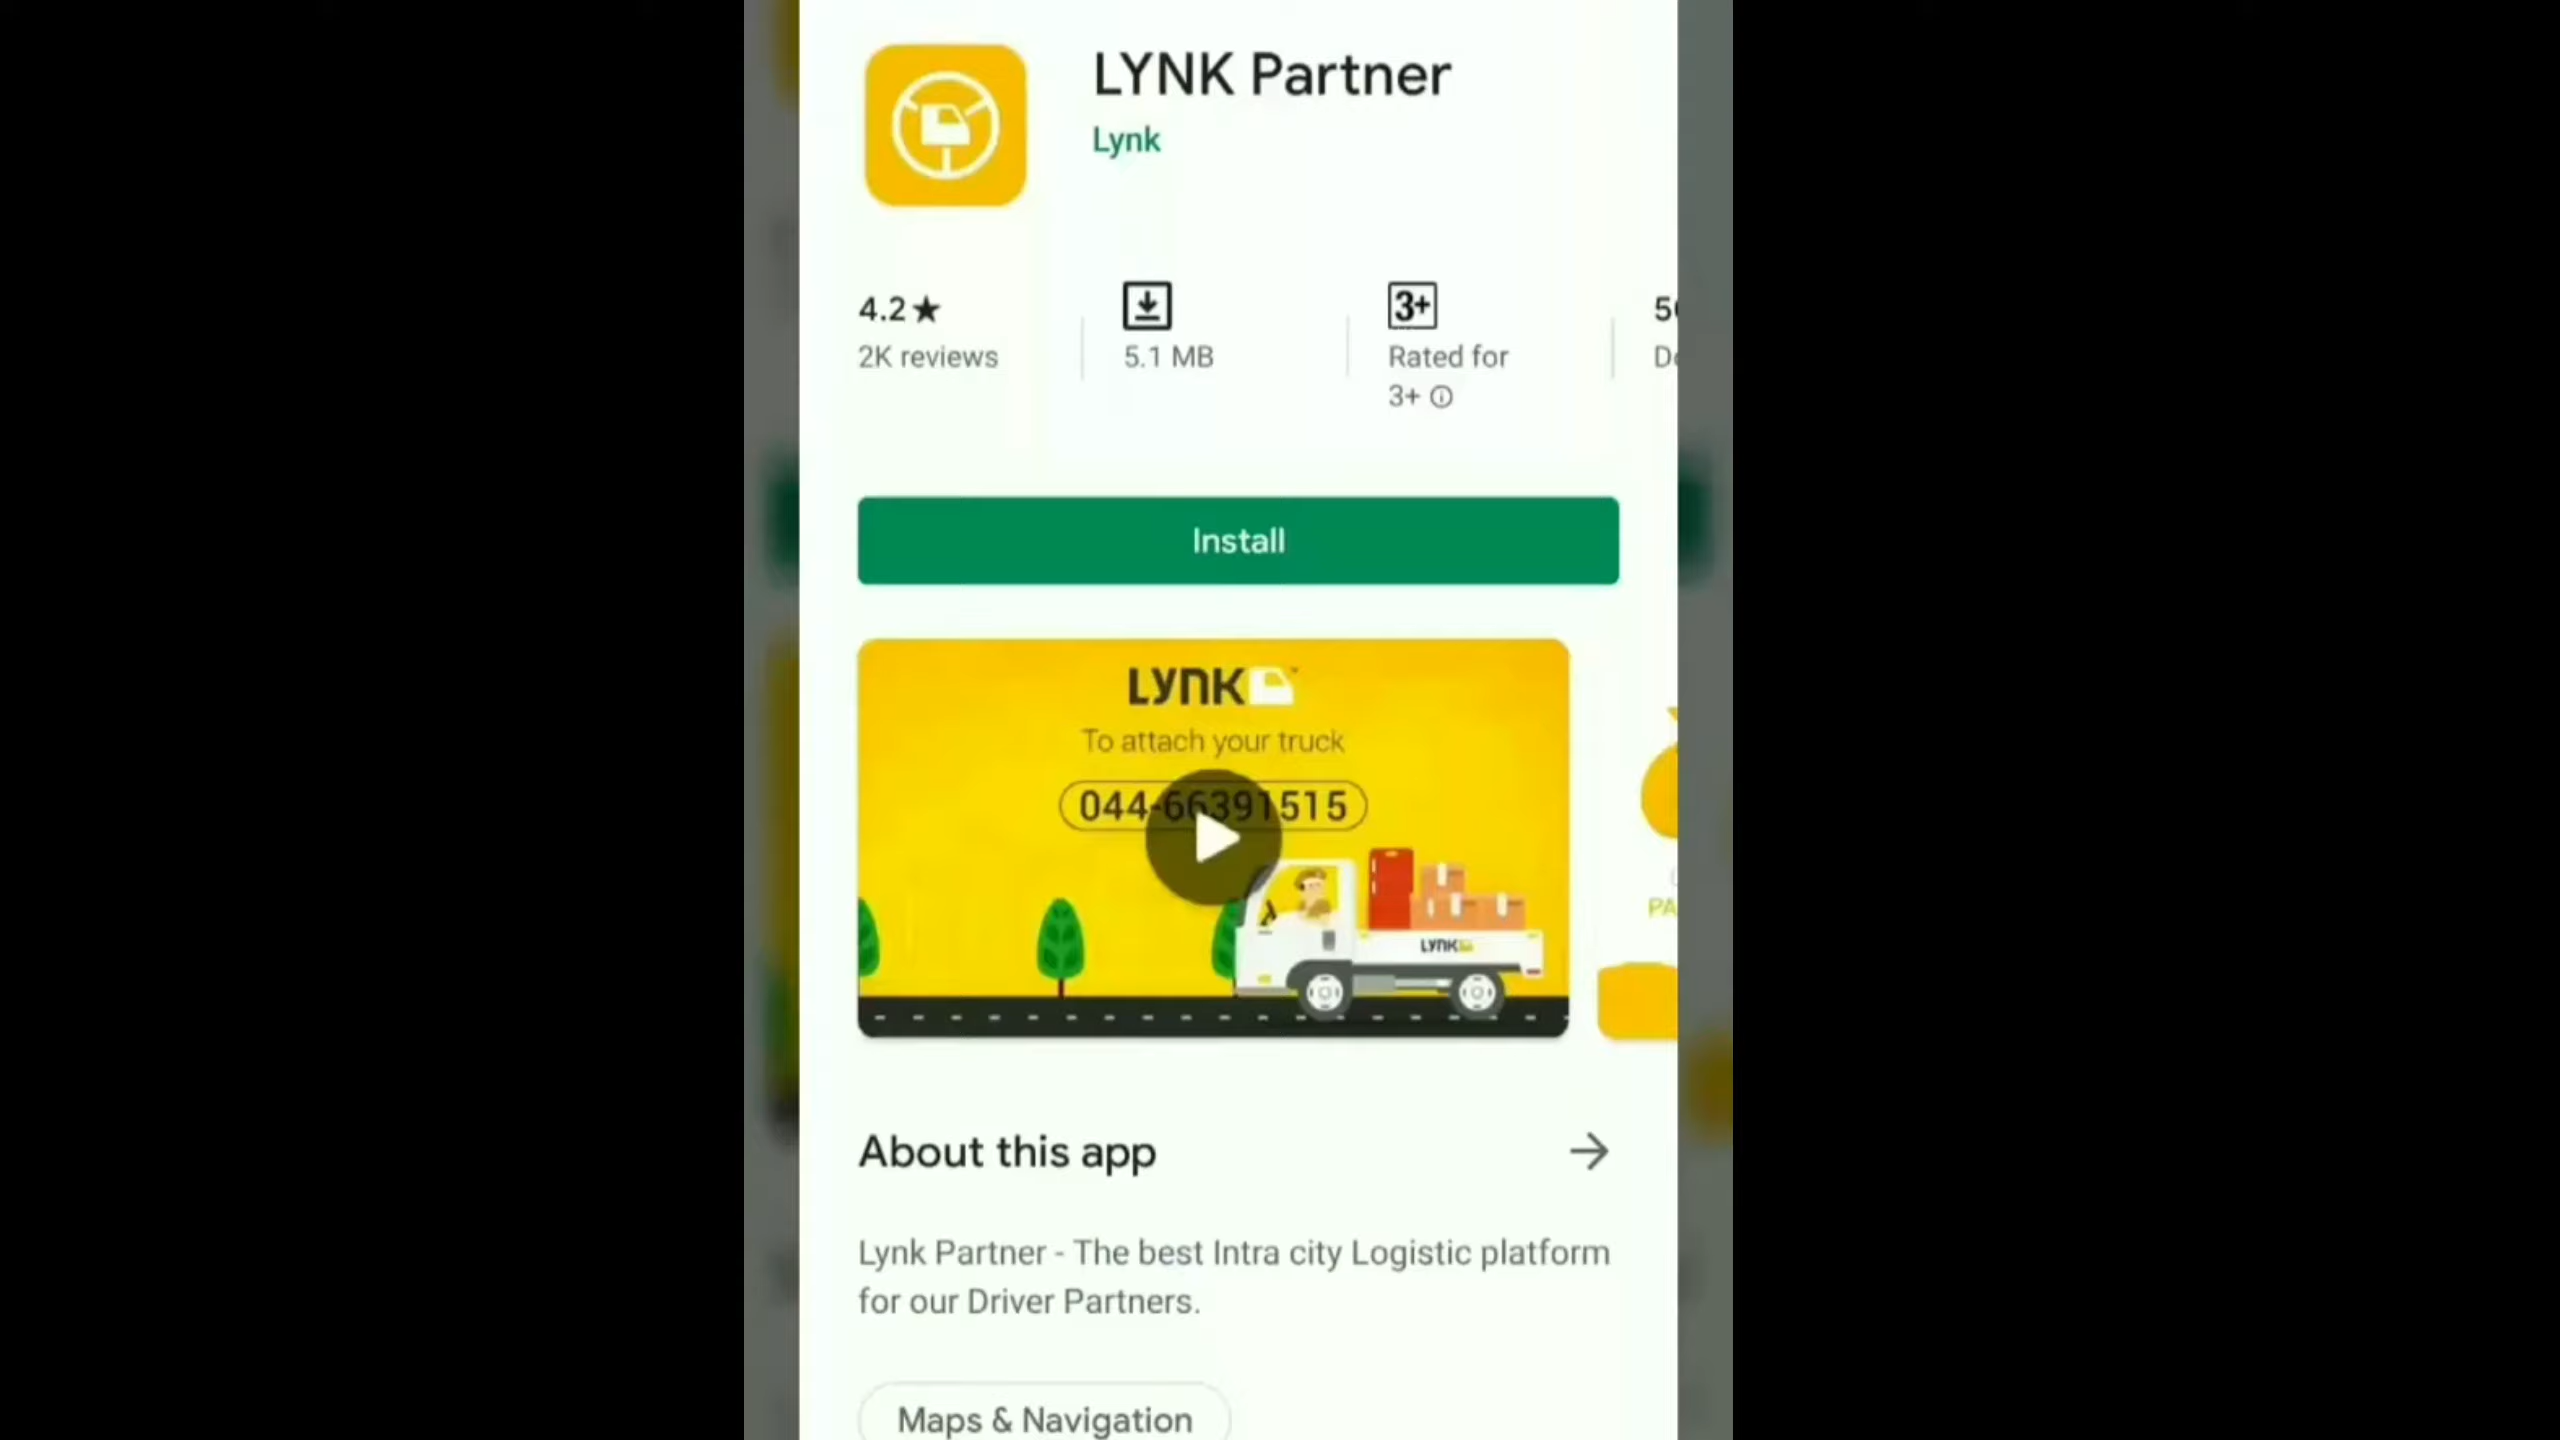 LYNK Partner
Lynk
4.2★
2K reviews
5.1 MB
3+
Rated for
3+
Install
LYNK
To attach your truck
044-66391515
LYNK
PA
About this app
Lynk Partner - The best Intra city Logistic platform
for our Driver Partners.
Maps & Navigation